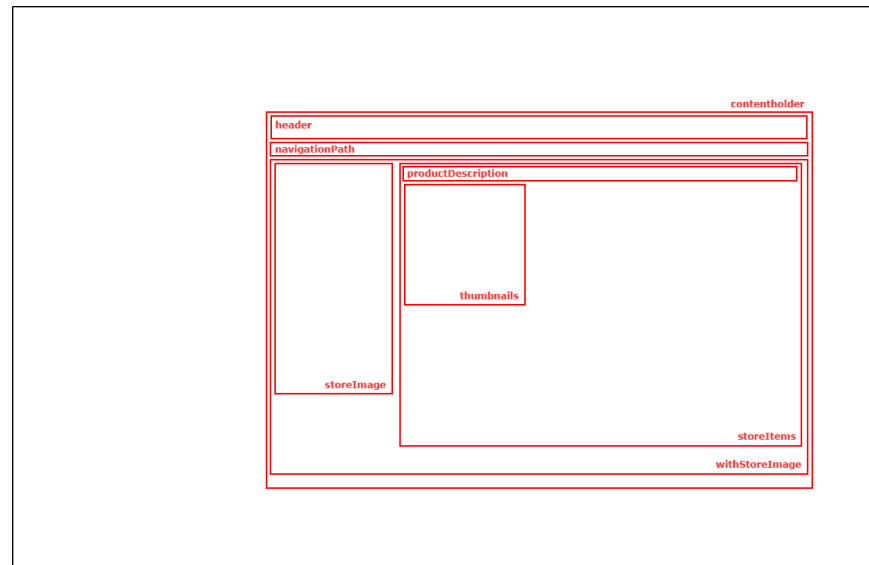 contentholder
header
navigationPath
productDescription
thumbnails
storeImage
storeItems
withStoreImage